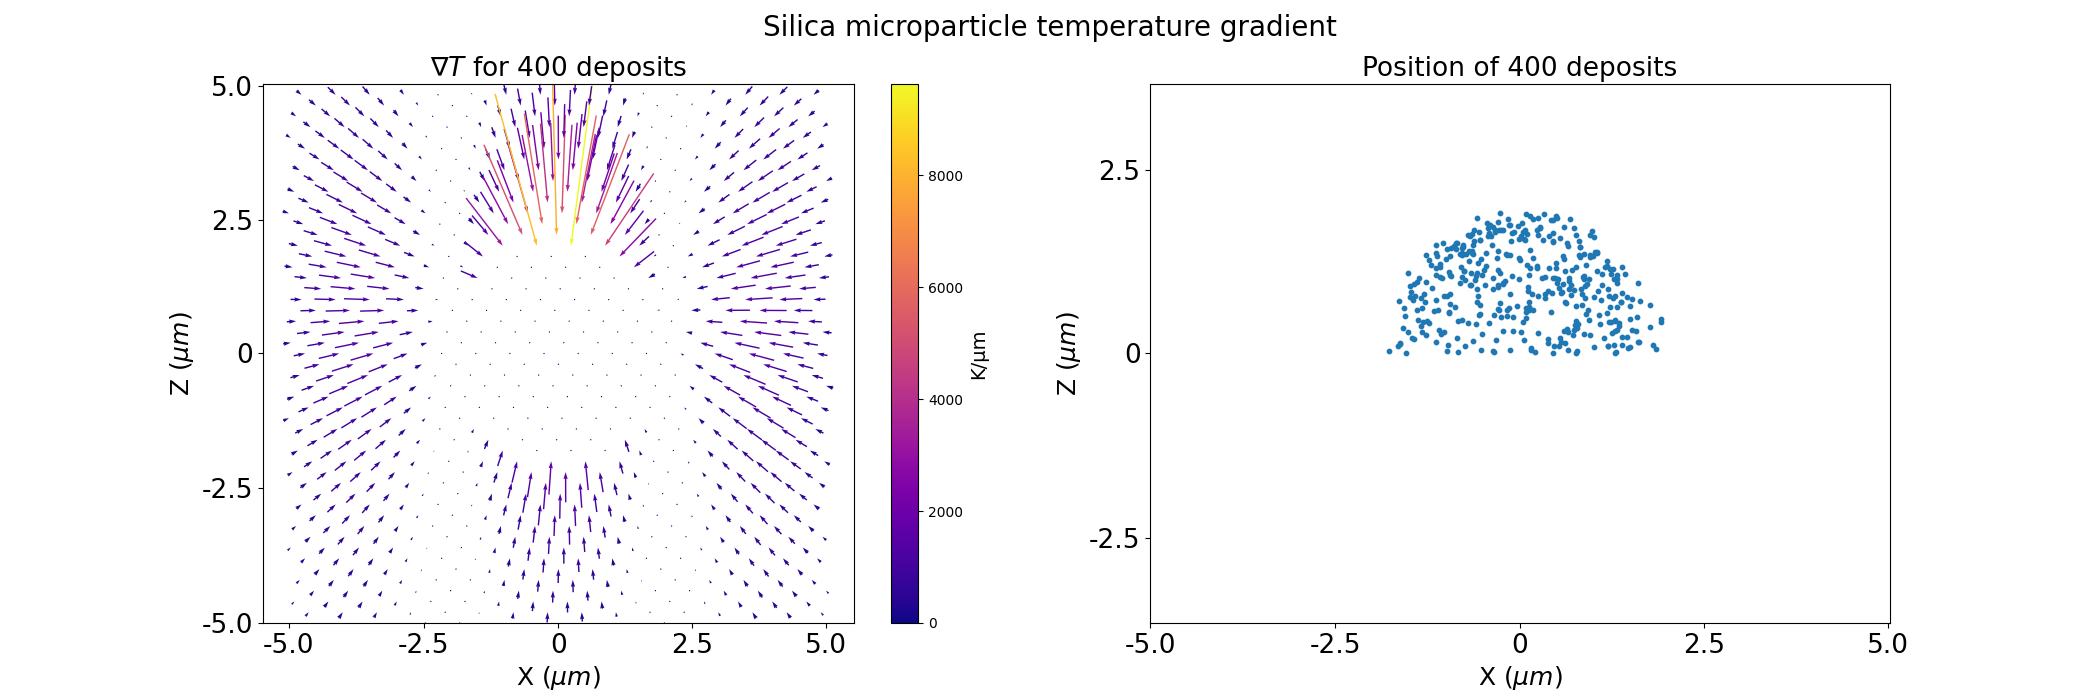 Silica microparticle temperature gradient
∇T for 400 deposits
5.0
2.5
0
-2.5
-5.0
Z (μm)
-5.0 -2.5 0 2.5 5.0
X (μm)
8000
6000
4000
2000
0
K/μm
Position of 400 deposits
2.5
0
-2.5
Z (μm)
-5.0 -2.5 0 2.5 5.0
X (μm)